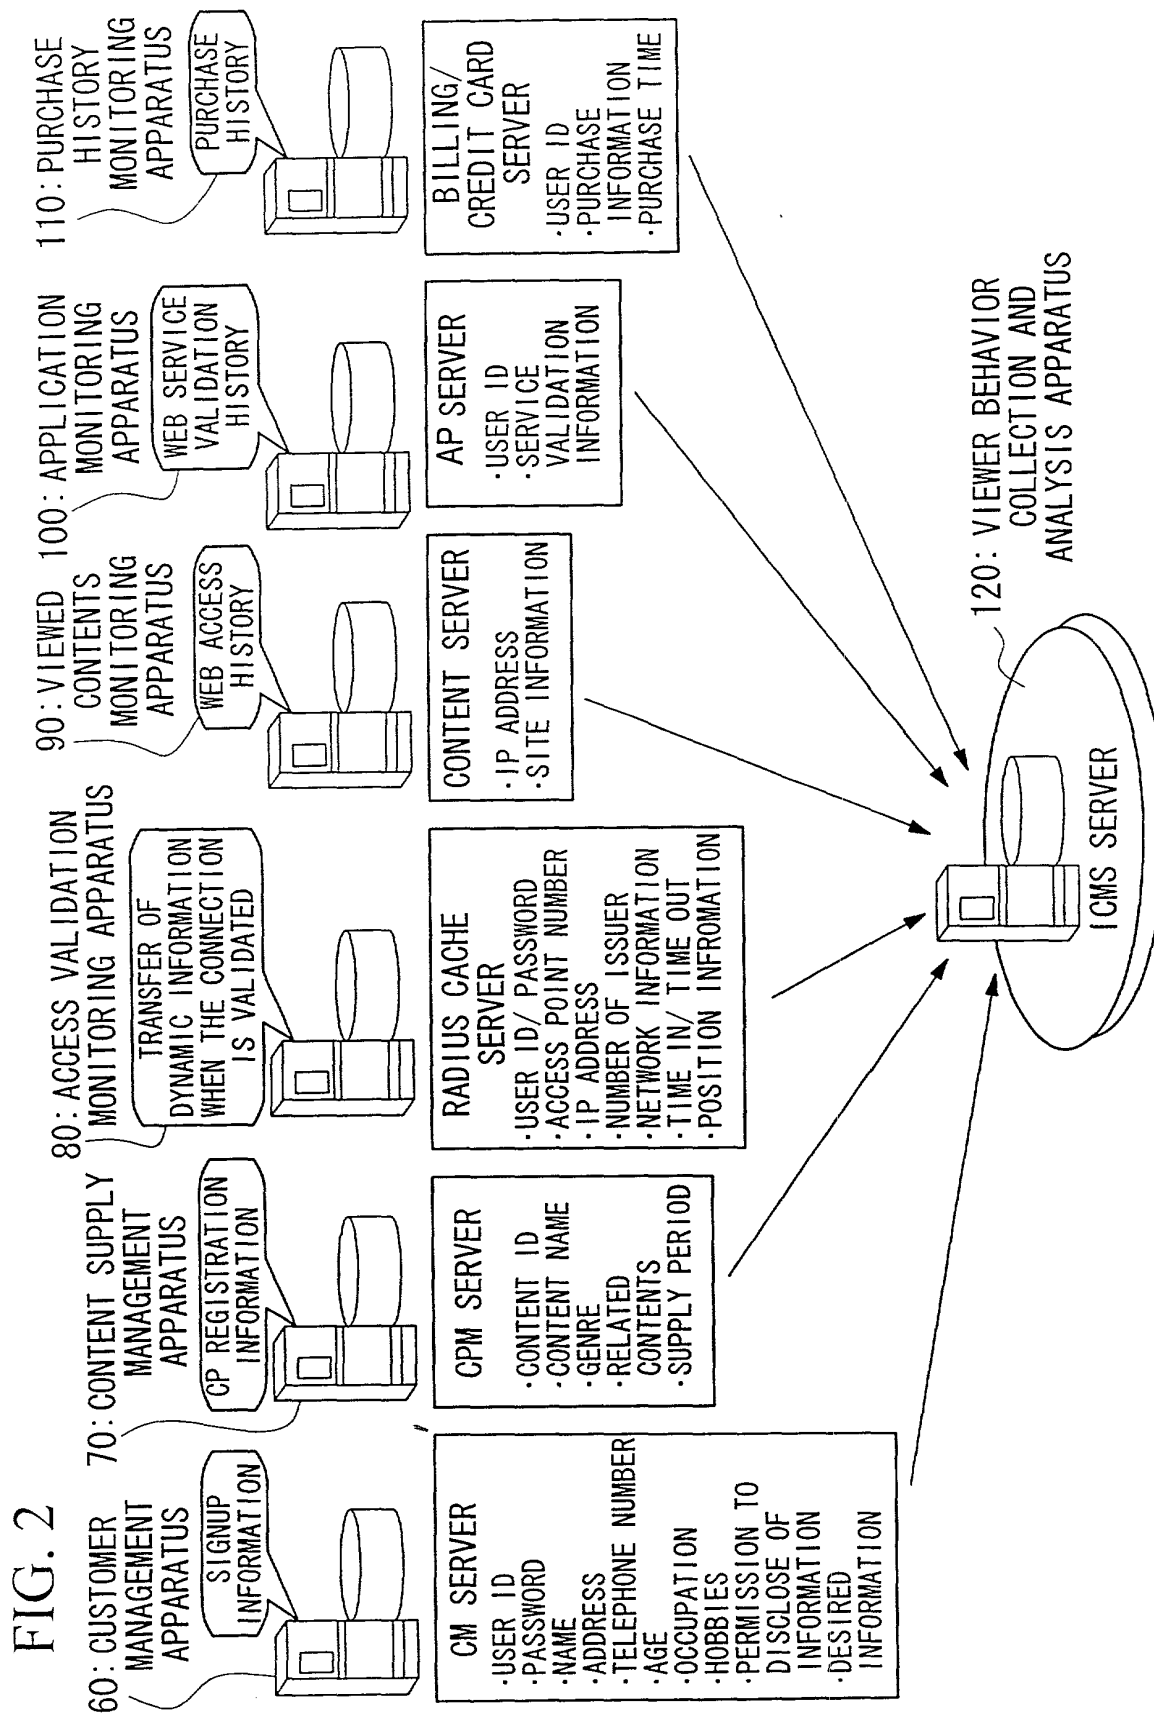 FIG. 2
60: CUSTOMER
MANAGEMENT
APPARATUS
SIGNUP
INFORMATION
CM SERVER
·USER ID
·PASSWORD
·NAME
·ADDRESS
·TELEPHONE NUMBER
·AGE
·OCCUPATION
·HOBBIES
·PERMISSION TO
DISCLOSE OF
INFORMATION
·DESIRED
INFORMATION
70: CONTENT SUPPLY
MANAGEMENT
APPARATUS
CP REGISTRATION
INFORMATION
CPM SERVER
·CONTENT ID
·CONTENT NAME
·GENRE
·RELATED
CONTENTS
·SUPPLY PERIOD
80: ACCESS VALIDATION
MONITORING APPARATUS
TRANSFER OF
DYNAMIC INFORMATION
WHEN THE CONNECTION
IS VALIDATED
RADIUS CACHE
SERVER
·USER ID/ PASSWORD
·ACCESS POINT NUMBER
·IP ADDRESS
·NUMBER OF ISSUER
·NETWORK INFORMATION
·TIME IN/ TIME OUT
·POSITION INFROMATION
90: VIEWED
CONTENTS
MONITORING
APPARATUS
WEB ACCESS
HISTORY
CONTENT SERVER
·IP ADDRESS
·SITE INFORMATION
100: APPLICATION
MONITORING
APPARATUS
WEB SERVICE
VALIDATION
HISTORY
AP SERVER
·USER ID
·SERVICE
VALIDATION
INFORMATION
110: PURCHASE
HISTORY
MONITORING
APPARATUS
PURCHASE
HISTORY
BILLING/
CREDIT CARD
SERVER
·USER ID
·PURCHASE
INFORMATION
·PURCHASE TIME
120: VIEWER BEHAVIOR
COLLECTION AND
ANALYSIS APPARATUS
ICMS SERVER